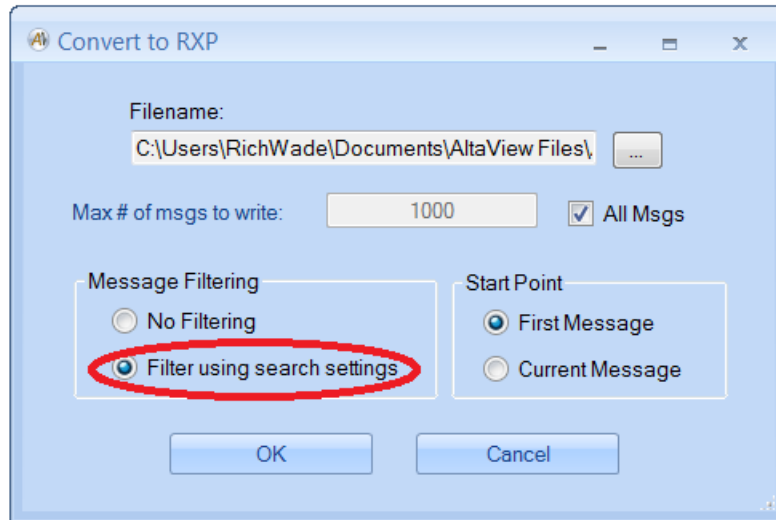 Convert to RXP
Filename:
C:\Users\RichWade\Documents\AltaView Files\,
...
Max # of msgs to write:
1000
All Msgs
Message Filtering
No Filtering
Filter using search settings
Start Point
First Message
Current Message
OK
Cancel